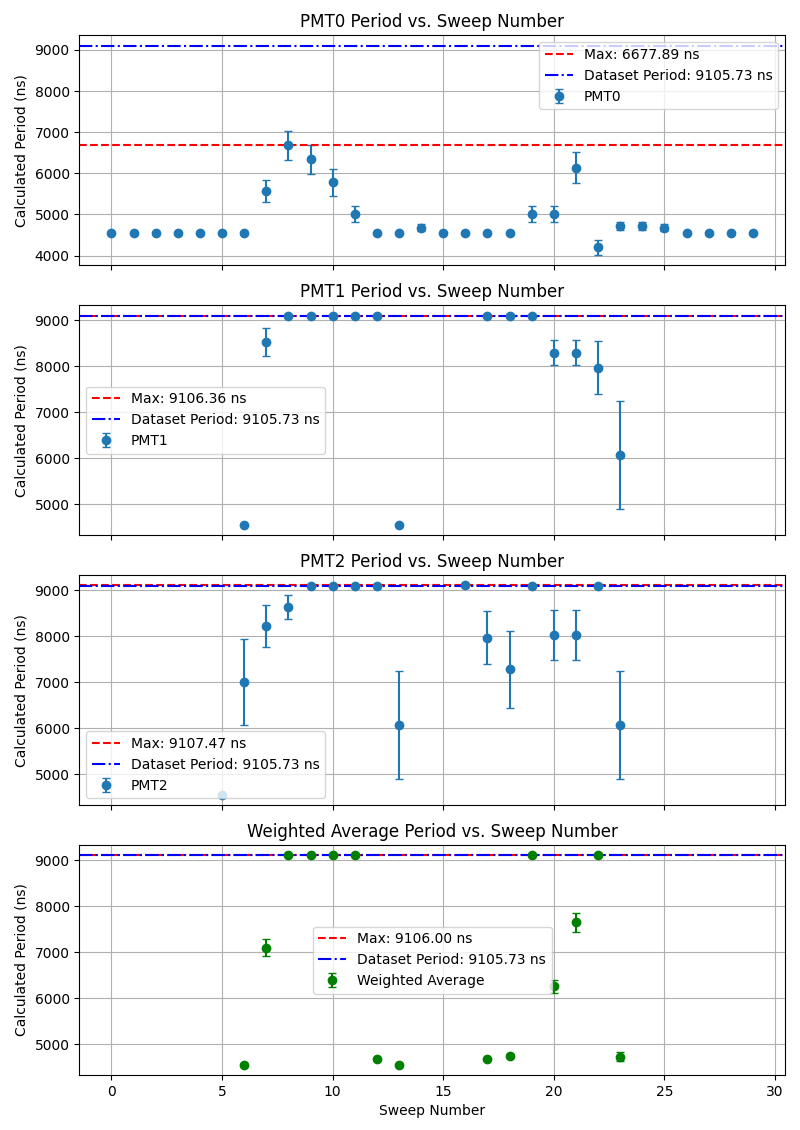 PMT0 Period vs. Sweep Number
Calculated Period (ns)
9000
8000
7000
6000
5000
4000
Max: 6677.89 ns
Dataset Period: 9105.73 ns
PMT0
PMT1 Period vs. Sweep Number
Calculated Period (ns)
9000
8000
7000
6000
5000
Max: 9106.36 ns
Dataset Period: 9105.73 ns
PMT1
PMT2 Period vs. Sweep Number
Calculated Period (ns)
9000
8000
7000
6000
5000
Max: 9107.47 ns
Dataset Period: 9105.73 ns
PMT2
Weighted Average Period vs. Sweep Number
Calculated Period (ns)
9000
8000
7000
6000
5000
Max: 9106.00 ns
Dataset Period: 9105.73 ns
Weighted Average
0 5 10 15 20 25 30
Sweep Number